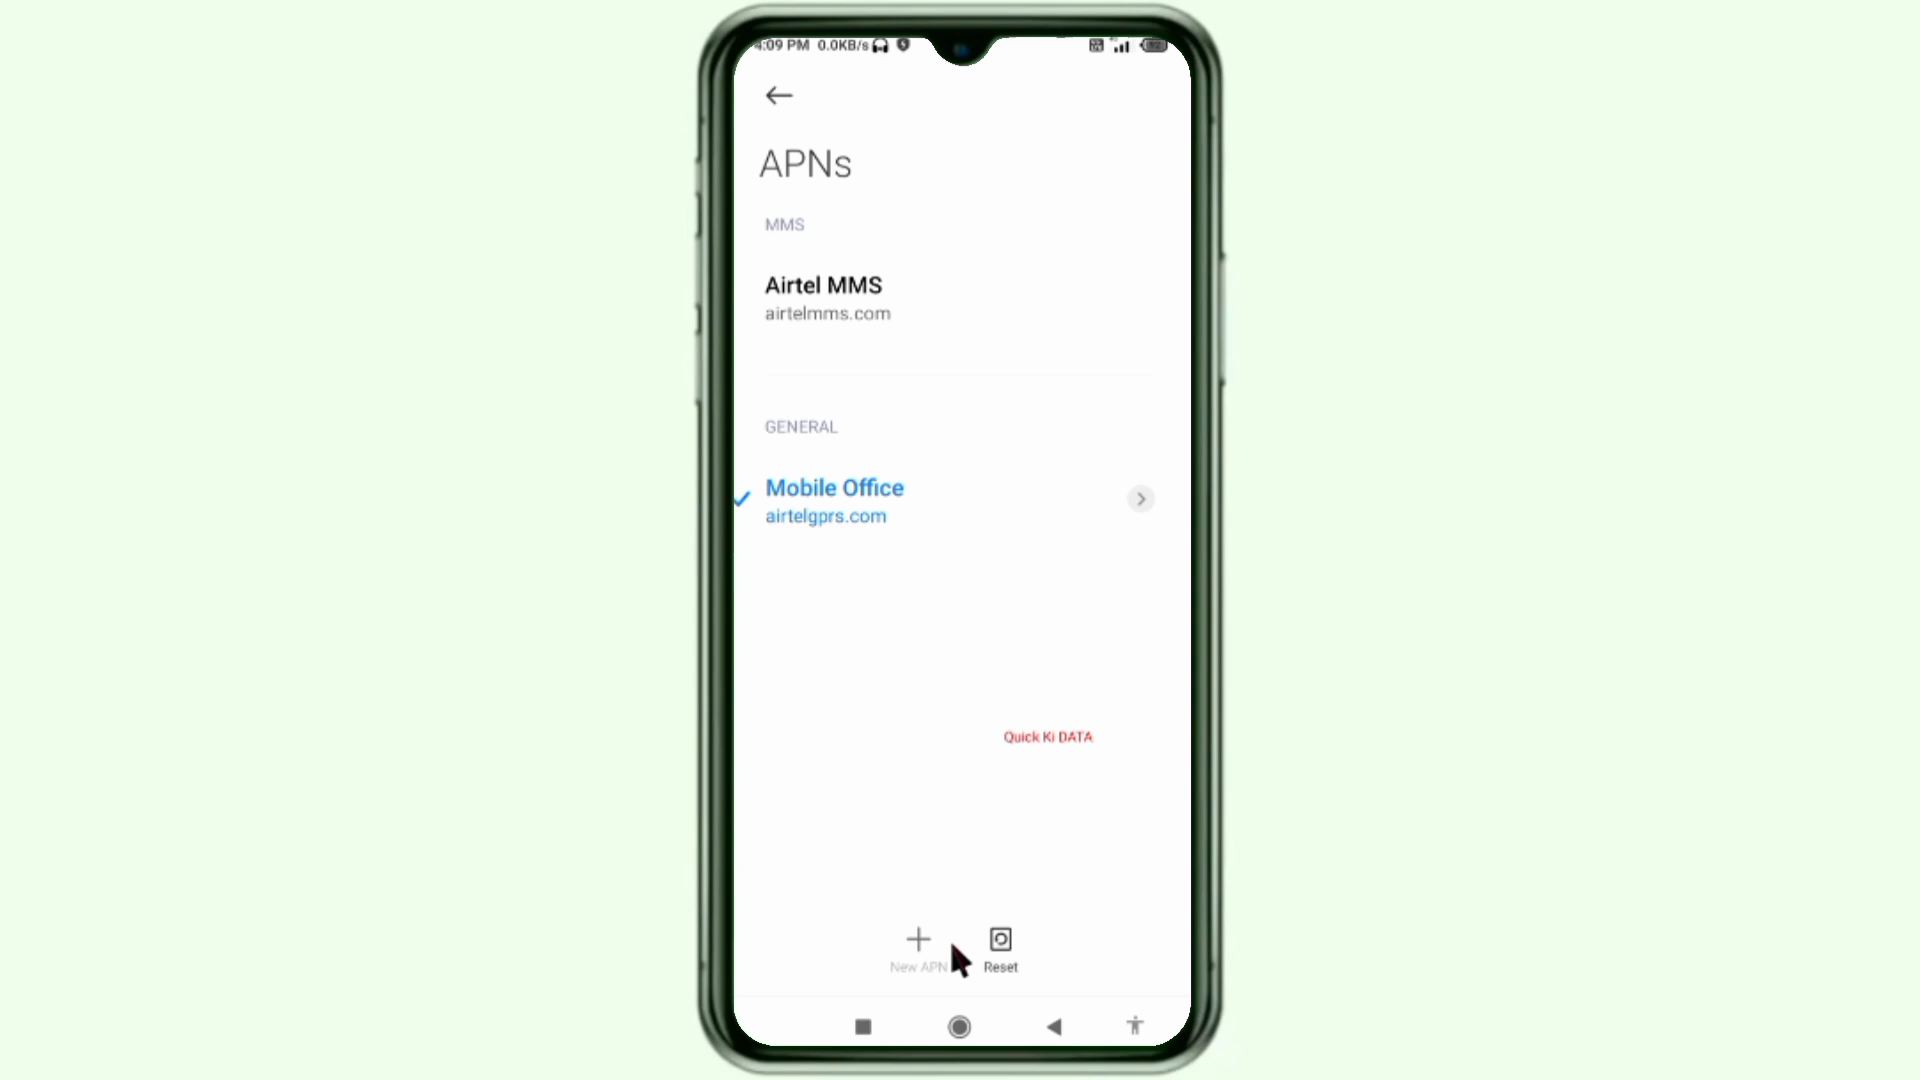 4:09 PM 0.0KB/s
APNs
MMS
Airtel MMS
airtelmms.com
GENERAL
Mobile Office
airtelgprs.com
Quick Ki DATA
New APN
Reset